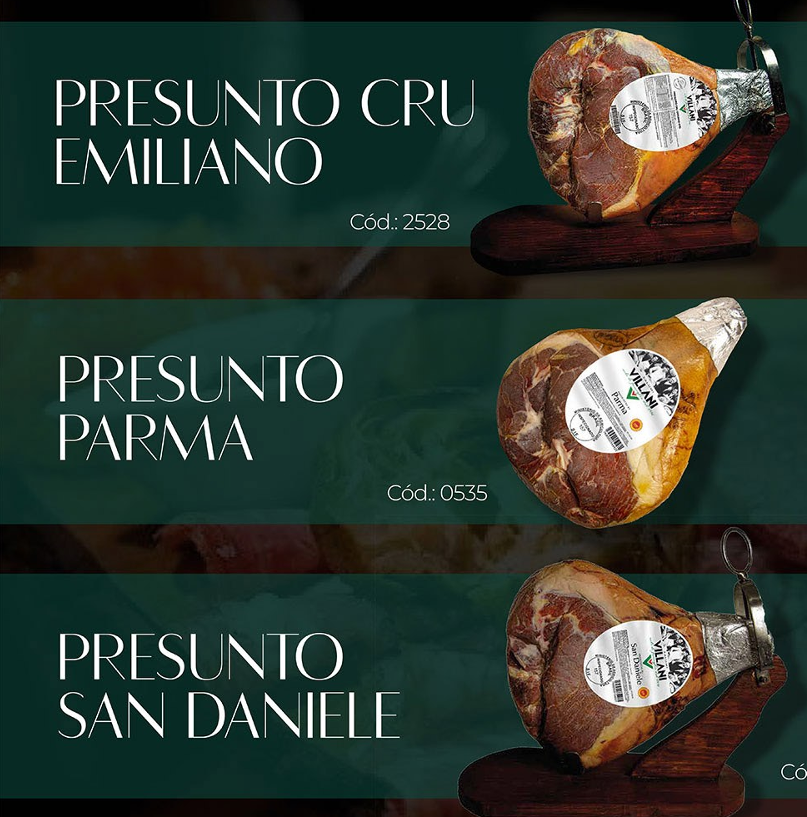 PRESUNTO CRU
EMILIANO
Cód.: 2528
VILLANI
PRESUNTO
PARMA
Cód.: 0535
VILLANI
Parma
PRESUNTO
SAN DANIELE
VILLANI
San Daniele
Có